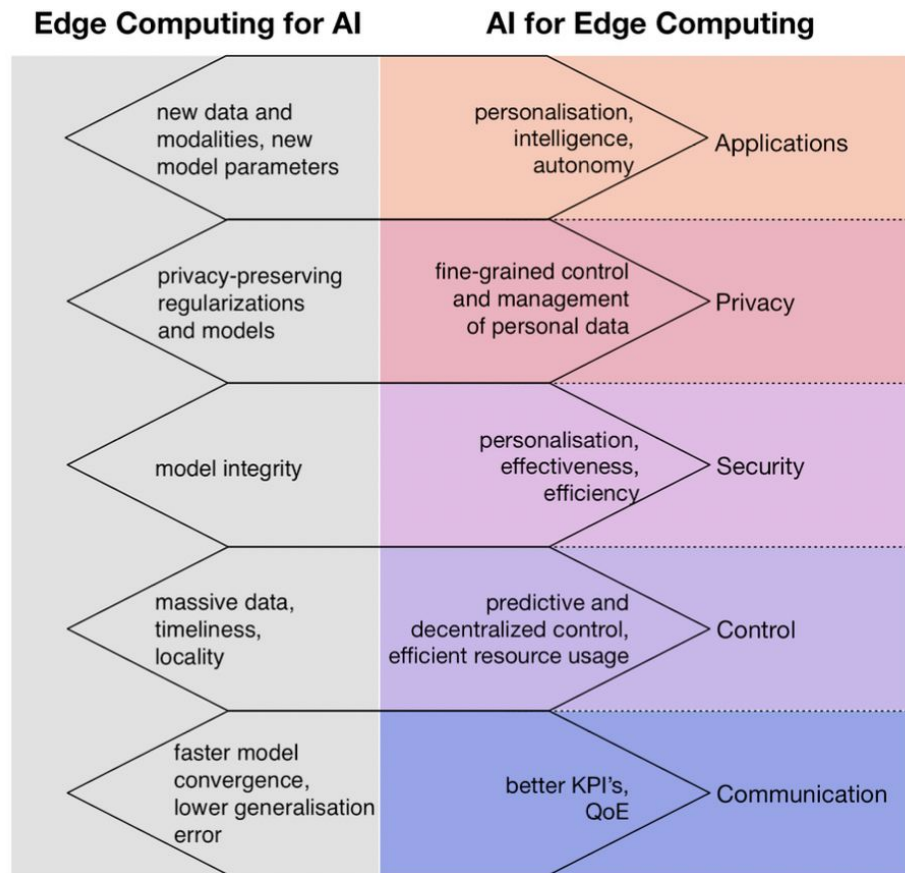 Edge Computing for AI
AI for Edge Computing
new data and
modalities, new
model parameters
personalisation,
intelligence,
autonomy
Applications
privacy-preserving
regularizations
and models
fine-grained control
and management
of personal data
Privacy
model integrity
personalisation,
effectiveness,
efficiency
Security
massive data,
timeliness,
locality
predictive and
decentralized control,
efficient resource usage
Control
faster model
convergence,
lower generalisation
error
better KPI's,
QoE
Communication